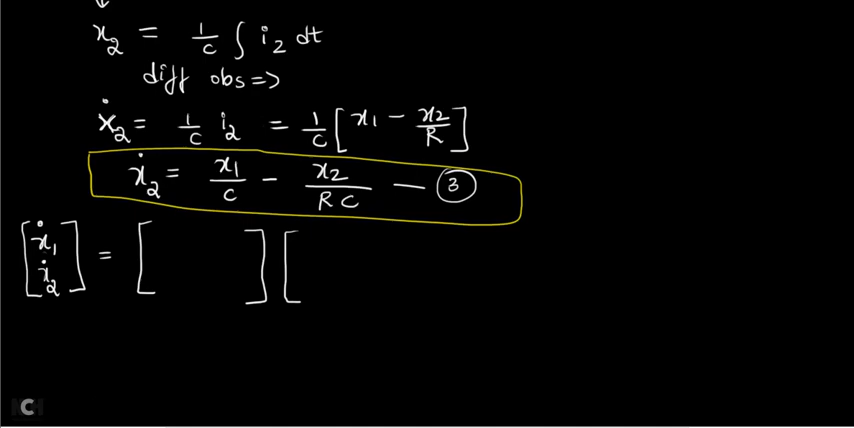 x₂ = 1/C ∫ i₂ dt
diff obs =>
ẋ₂ = 1/C i₂ = 1/C [x₁ − x₂/R]
ẋ₂ = x₁/C − x₂/RC — ③
[ẋ₁ ẋ₂] = [ ] [